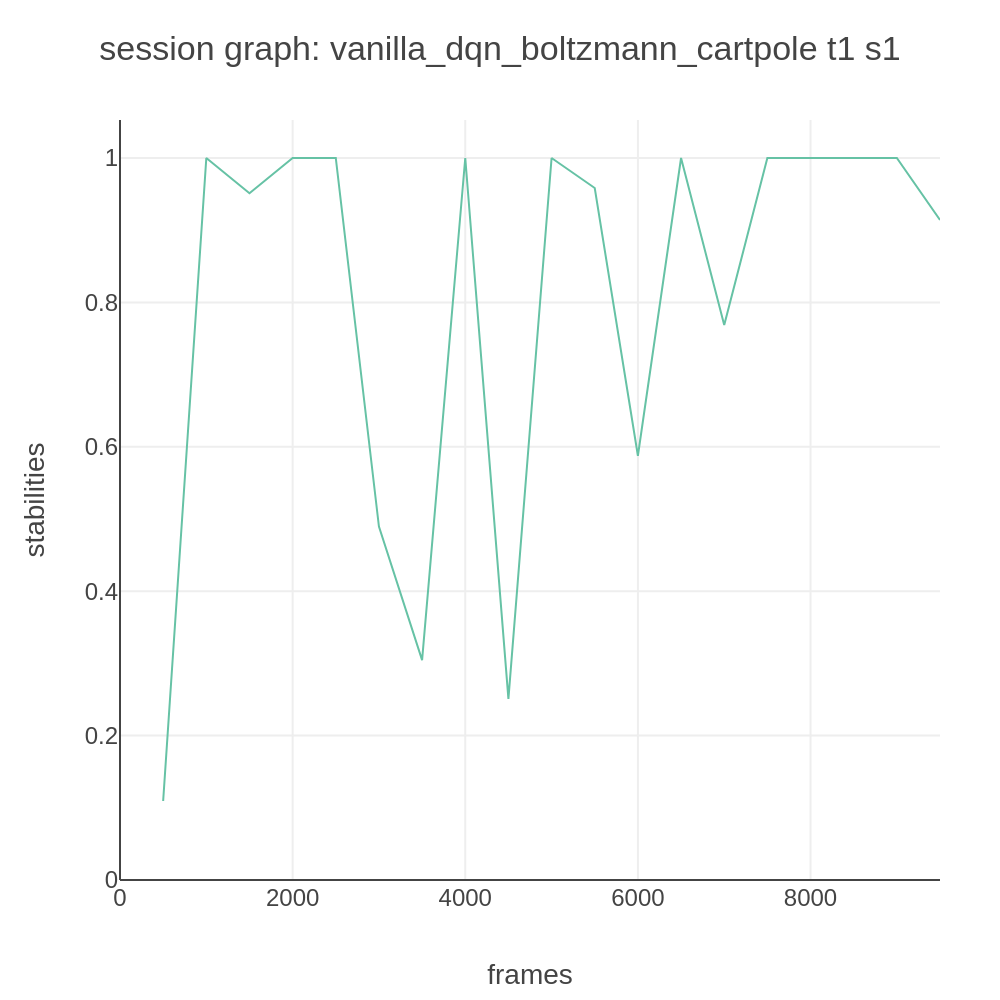 session graph: vanilla_dqn_boltzmann_cartpole t1 s1
1
0.8
0.6
0.4
0.2
0
stabilities
0 2000 4000 6000 8000
frames